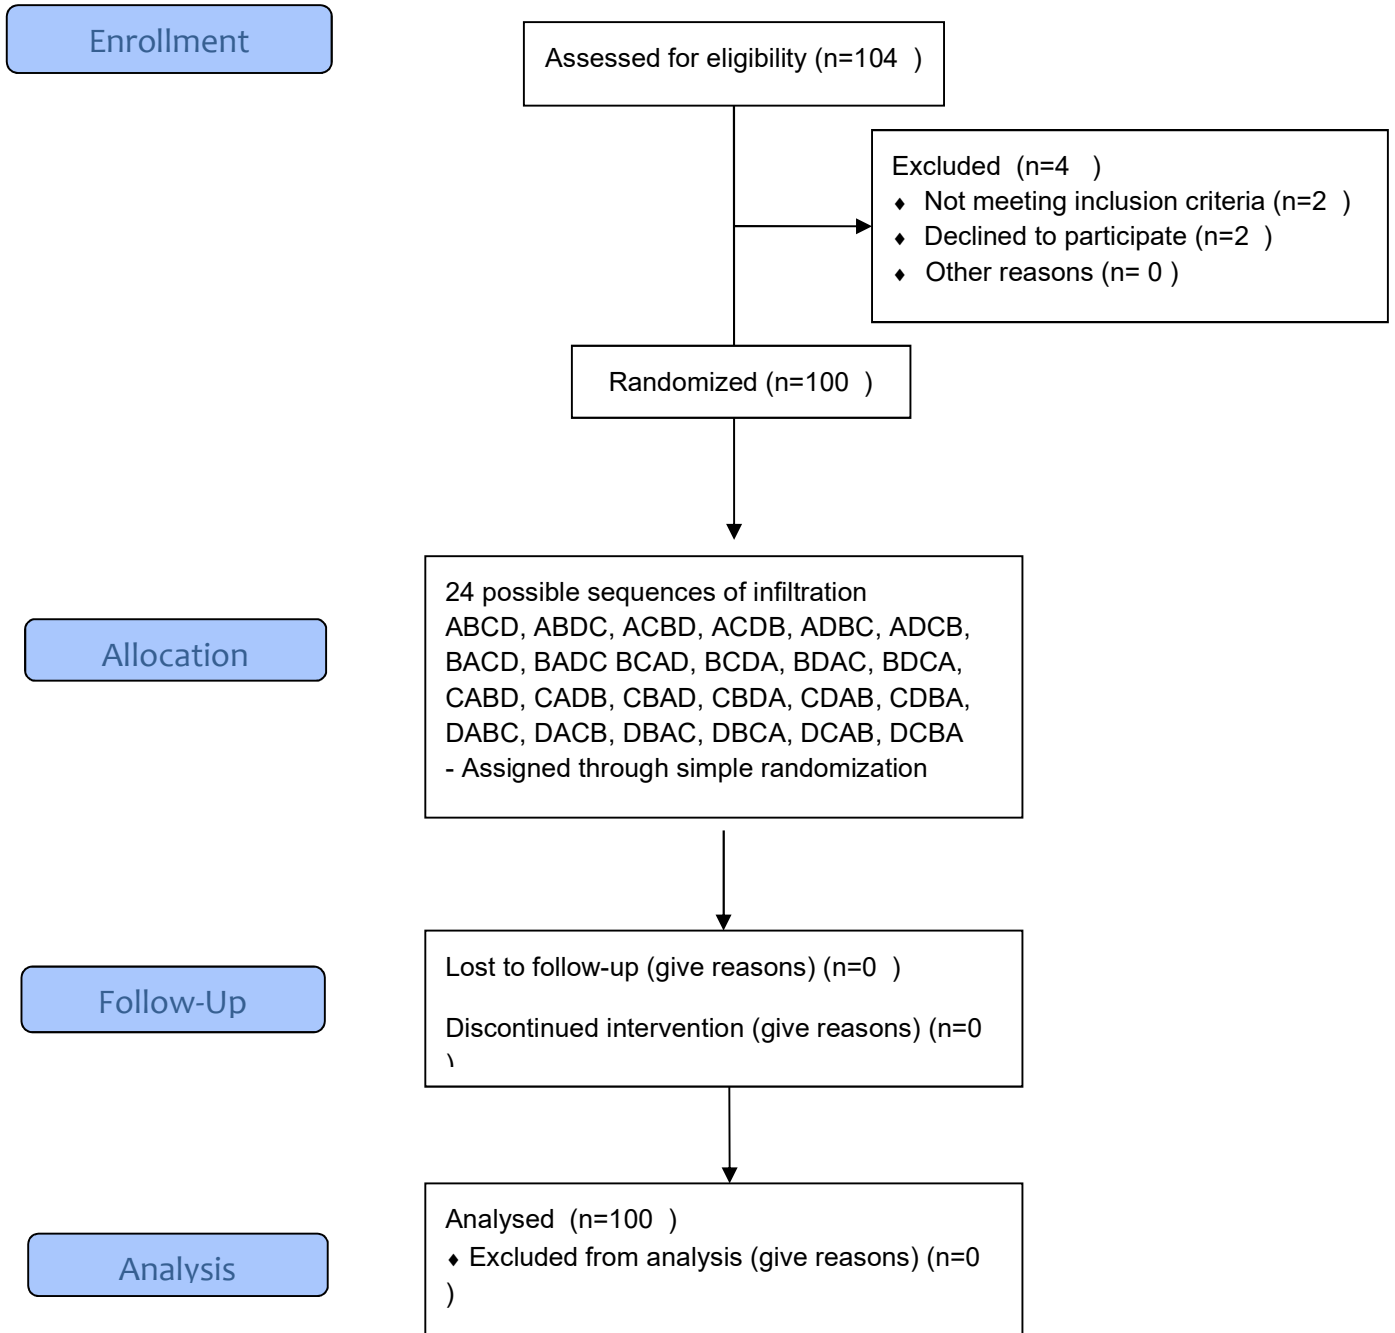 Enrollment
Assessed for eligibility (n=104  )
Excluded  (n=4   )
♦ Not meeting inclusion criteria (n=2  )
♦ Declined to participate (n=2  )
♦ Other reasons (n= 0 )
Randomized (n=100  )
Allocation
24 possible sequences of infiltration
ABCD, ABDC, ACBD, ACDB, ADBC, ADCB,
BACD, BADC BCAD, BCDA, BDAC, BDCA,
CABD, CADB, CBAD, CBDA, CDAB, CDBA,
DABC, DACB, DBAC, DBCA, DCAB, DCBA
- Assigned through simple randomization
Follow-Up
Lost to follow-up (give reasons) (n=0  )
Discontinued intervention (give reasons) (n=0
)
Analysis
Analysed  (n=100  )
♦ Excluded from analysis (give reasons) (n=0
)